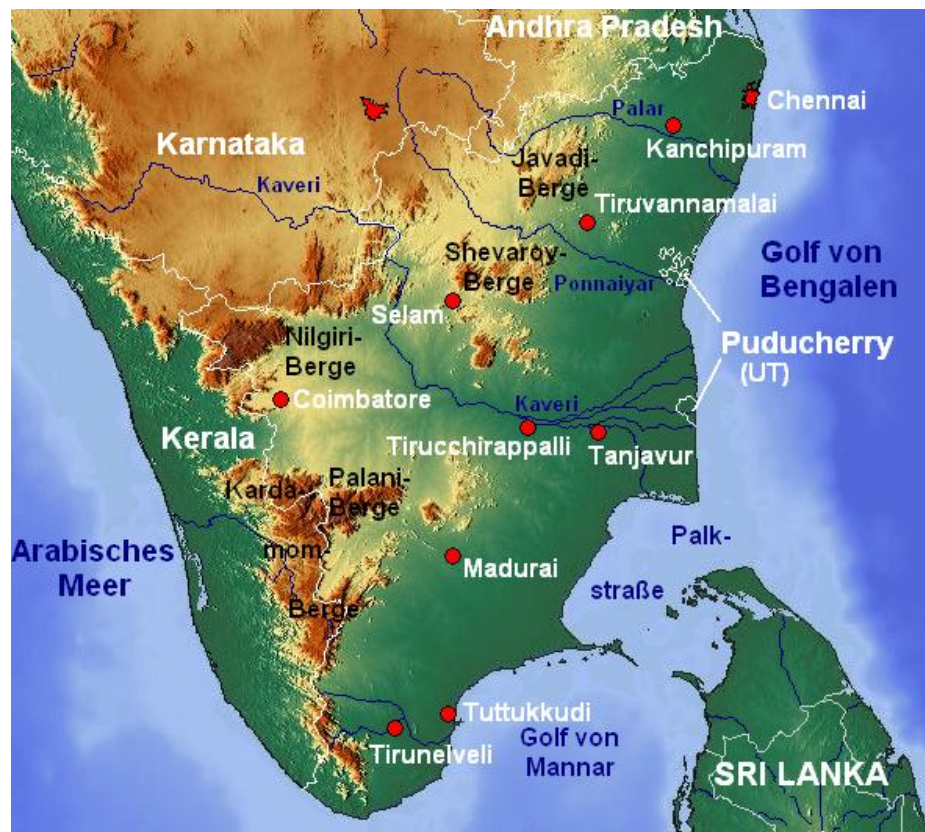 Andhra Pradesh
Chennai
Palar
Kanchipuram
Karnataka
Javadi-
Berge
Kaveri
Tiruvannamalai
Shevaroy-
Berge
Ponnaiyar
Golf von
Bengalen
Selam
Nilgiri-
Berge
Puducherry
(UT)
Coimbatore
Kaveri
Kerala
Tirucchirappalli
Tanjavur
Karda-
Palani-
Berge
Arabisches
Meer
mom-
Madurai
Palk-
straße
Berge
Tuttukkudi
Tirunelveli
Golf von
Mannar
SRI LANKA